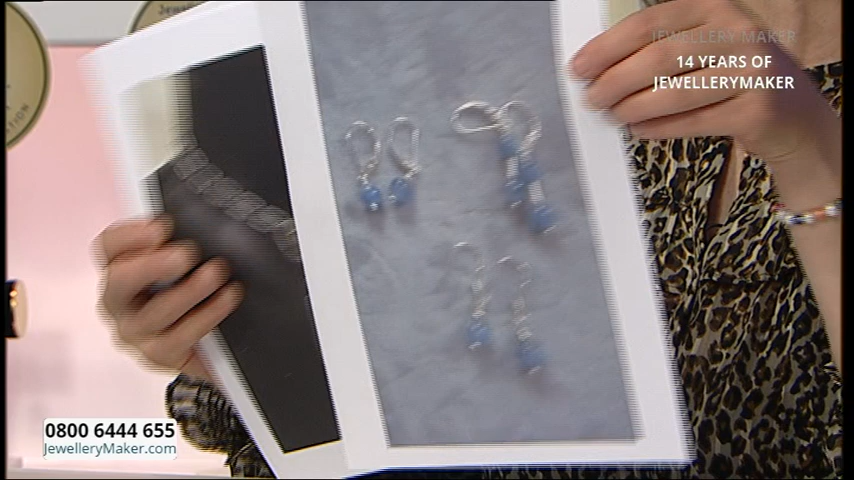 JEWELLERY MAKER
14 YEARS OF
JEWELLERYMAKER
0800 6444 655
JewelleryMaker.com